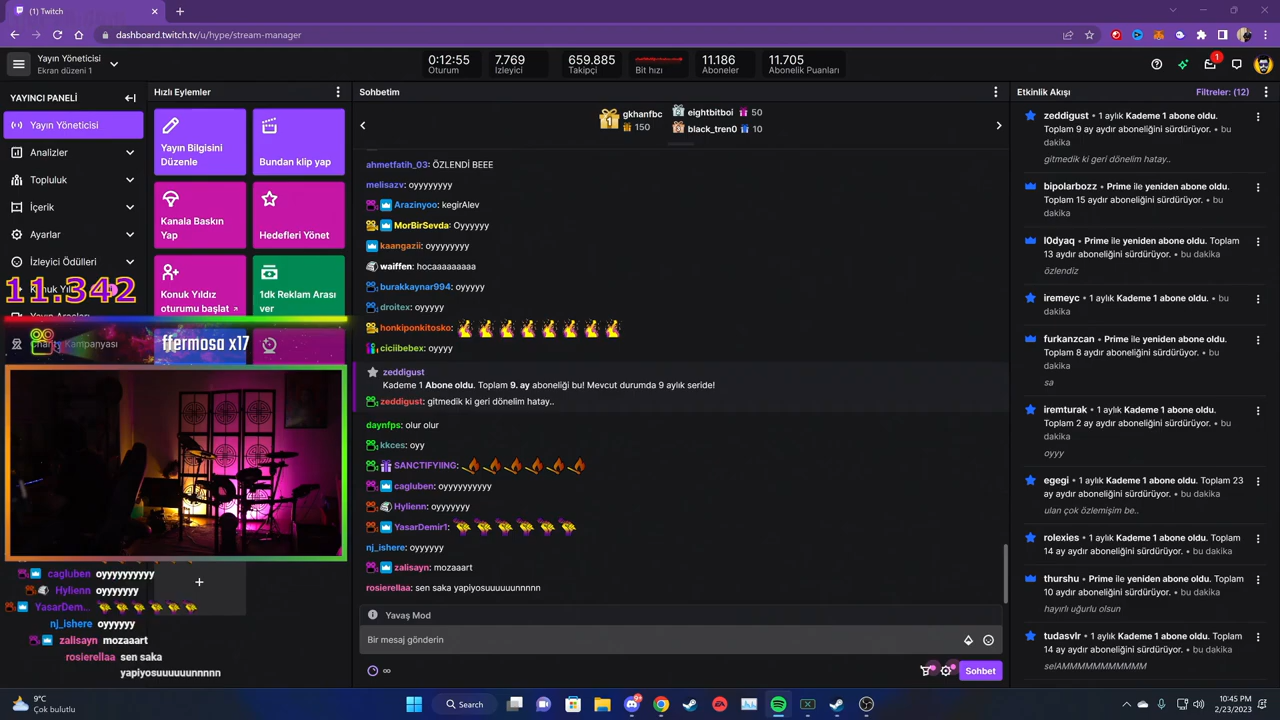 (1) Twitch
dashboard.twitch.tv/u/hype/stream-manager
Yayın Yöneticisi
Ekran düzeni 1
0:12:55
Oturum
7.769
İzleyici
659.885
Takipçi
Bit hızı
11.186
Aboneler
11.705
Abonelik Puanları
1
YAYINCI PANELİ
Yayın Yöneticisi
Analizler
Topluluk
İçerik
Ayarlar
İzleyici Ödülleri
11.342
Charity Kampanyası
ffermosa x17
Hızlı Eylemler
Yayın Bilgisini
Düzenle
Bundan klip yap
Kanala Baskın
Yap
Hedefleri Yönet
Konuk Yıldız
oturumu başlat
1dk Reklam Arası
ver
cagluben oyyyyyyyyyy
Hylienn oyyyyyy
YasarDem...
nj_ishere oyyyyyy
zalisayn mozaaart
rosierellaa sen saka
yapiyosuuuuuunnnnn
Sohbetim
1
gkhanfbc
150
2 eightbitboi 50
3 black_tren0 10
ahmetfatih_03: ÖZLENDİ BEEE
melisazv: oyyyyyyyy
Arazinyoo: kegirAlev
MorBirSevda: Oyyyyyy
kaangazii: oyyyyyyyy
waiffen: hocaaaaaaaa
burakkaynar994: oyyyyy
droitex: oyyyyy
honkiponkitosko:
ciciibebex: oyyyy
zeddigust
Kademe 1 Abone oldu. Toplam 9. ay aboneliği bu! Mevcut durumda 9 aylık seride!
zeddigust: gitmedik ki geri dönelim hatay..
daynfps: olur olur
kkces: oyy
SANCTIFYIING:
cagluben: oyyyyyyyyyy
Hylienn: oyyyyyyy
YasarDemir1:
nj_ishere: oyyyyyy
zalisayn: mozaaart
rosierellaa: sen saka yapiyosuuuuuunnnnn
Yavaş Mod
Bir mesaj gönderin
Sohbet
Etkinlik Akışı
Filtreler: (12)
zeddigust • 1 aylık Kademe 1 abone oldu.
Toplam 9 ay aydır aboneliğini sürdürüyor. • bu
dakika
gitmedik ki geri dönelim hatay..
bipolarbozz • Prime ile yeniden abone oldu.
Toplam 15 aydır aboneliğini sürdürüyor. • bu
dakika
l0dyaq • Prime ile yeniden abone oldu. Toplam
13 aydır aboneliğini sürdürüyor. • bu dakika
özlendiz
iremeyc • 1 aylık Kademe 1 abone oldu. • bu
dakika
furkanzcan • Prime ile yeniden abone oldu.
Toplam 8 aydır aboneliğini sürdürüyor. • bu
dakika
sa
iremturak • 1 aylık Kademe 1 abone oldu.
Toplam 2 ay aydır aboneliğini sürdürüyor. • bu
dakika
oyyy
egegi • 1 aylık Kademe 1 abone oldu. Toplam 23
ay aydır aboneliğini sürdürüyor. • bu dakika
ulan çok özlemişim be..
rolexies • 1 aylık Kademe 1 abone oldu. Toplam
14 ay aydır aboneliğini sürdürüyor. • bu dakika
thurshu • Prime ile yeniden abone oldu. Toplam
10 aydır aboneliğini sürdürüyor. • bu dakika
hayırlı uğurlu olsun
tudasvlr • 1 aylık Kademe 1 abone oldu. Toplam
14 ay aydır aboneliğini sürdürüyor. • bu dakika
selAMMMMMMMMMM
9°C
Çok bulutlu
Search
10:45 PM
2/23/2023